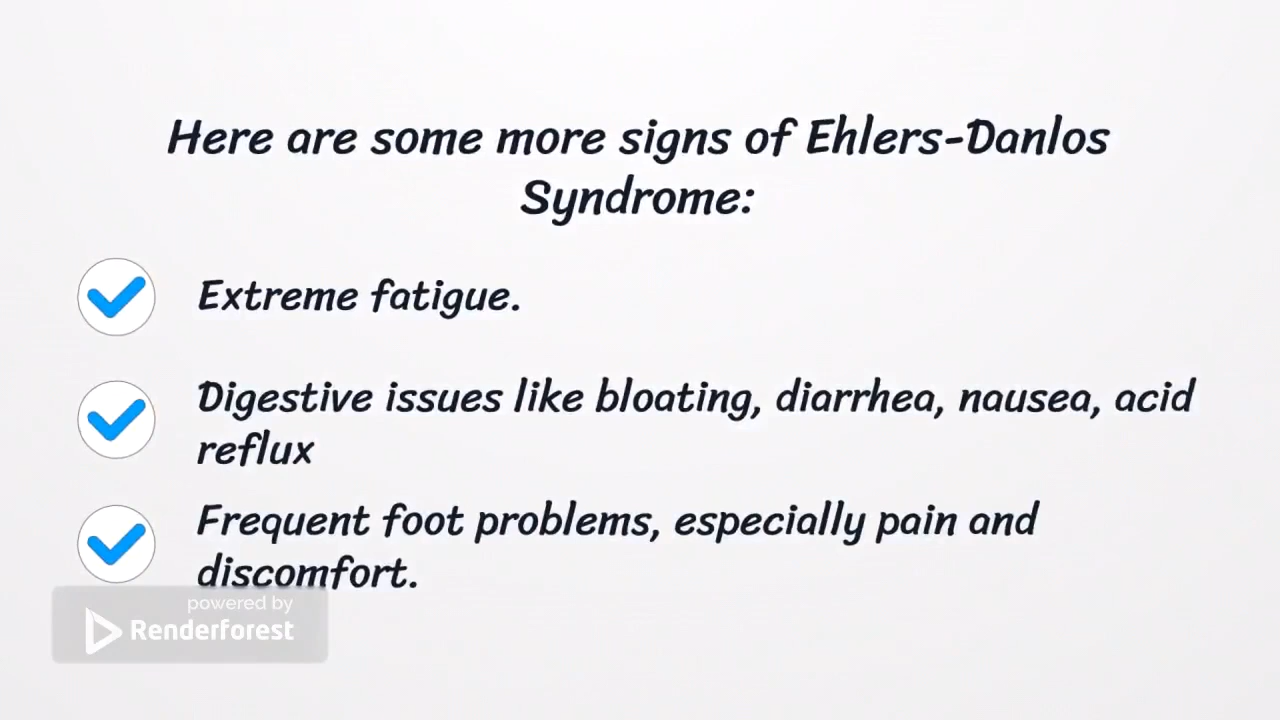 Here are some more signs of Ehlers-Danlos
Syndrome:
Extreme fatigue.
Digestive issues like bloating, diarrhea, nausea, acid
reflux
Frequent foot problems, especially pain and
discomfort.
powered by
Renderforest